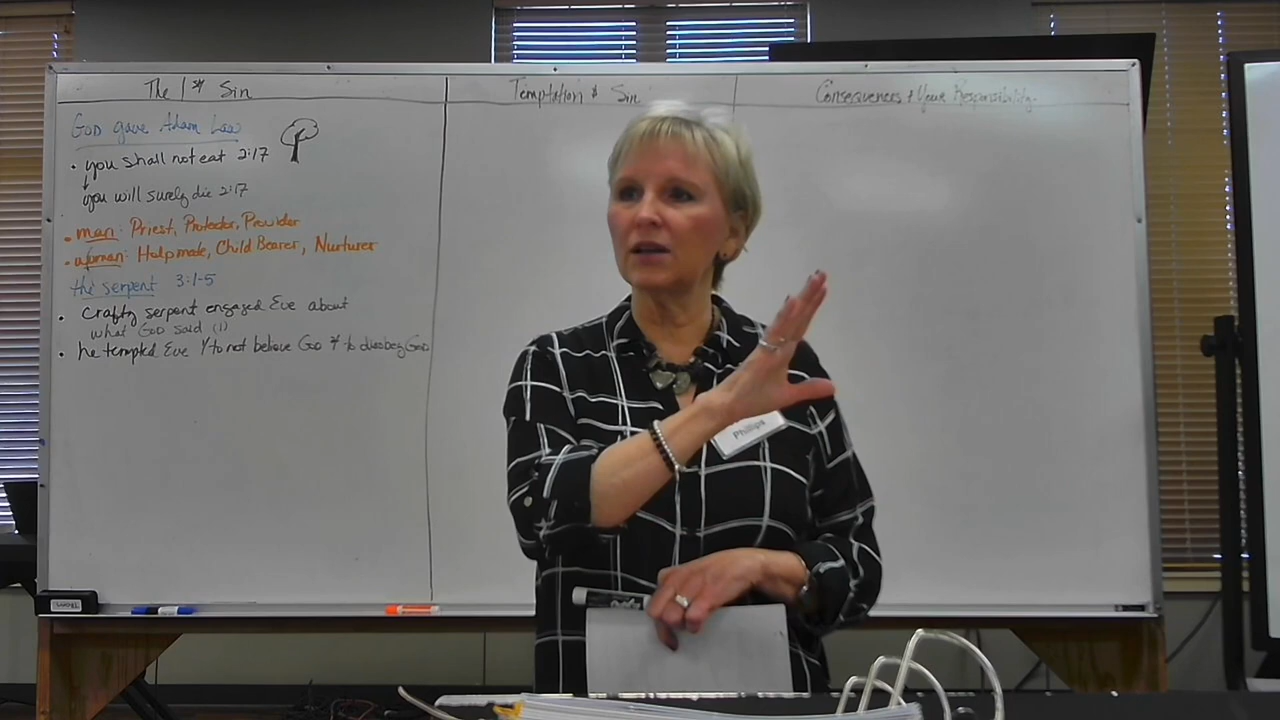 The 1st Sin
Temptation & Sin
Consequences & Your Responsibility
God gave Adam Law
• you shall not eat 2:17
you will surely die 2:17
• man: Priest, Protector, Provider
• woman: Helpmate, Child Bearer, Nurturer
the serpent 3:1-5
• crafty serpent engaged Eve about
what God said (1)
• he tempted Eve to not believe God & to disobey God
Phillips
EXPO